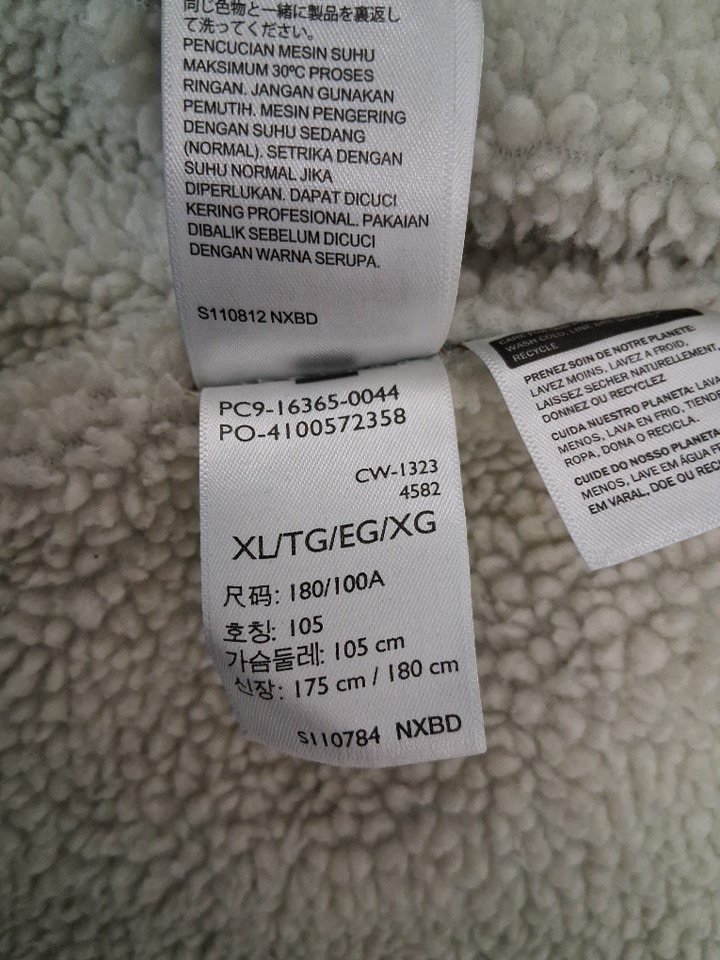 同じ色物と一緒に製品を裏返し
て洗ってください。
PENCUCIAN MESIN SUHU
MAKSIMUM 30ºC PROSES
RINGAN. JANGAN GUNAKAN
PEMUTIH. MESIN PENGERING
DENGAN SUHU SEDANG
(NORMAL). SETRIKA DENGAN
SUHU NORMAL JIKA
DIPERLUKAN. DAPAT DICUCI
KERING PROFESIONAL. PAKAIAN
DIBALIK SEBELUM DICUCI
DENGAN WARNA SERUPA.
S110812 NXBD
PC9-16365-0044
PO-4100572358
CW-1323
4582
XL/TG/EG/XG
尺码: 180/100A
호칭: 105
가슴둘레: 105 cm
신장: 175 cm / 180 cm
S110784 NXBD
WASH COLD, LINE
RECYCLE
PRENEZ SOIN DE NOTRE PLANETE:
LAVEZ MOINS, LAVEZ A FROID,
LAISSEZ SECHER NATURELLEMENT,
DONNEZ OU RECYCLEZ
CUIDA NUESTRO PLANETA: LAVA
MENOS, LAVA EN FRIO, TIENDE
ROPA, DONA O RECICLA.
CUIDE DO NOSSO PLANETA:
MENOS, LAVE EM ÁGUA
EM VARAL, DOE OU